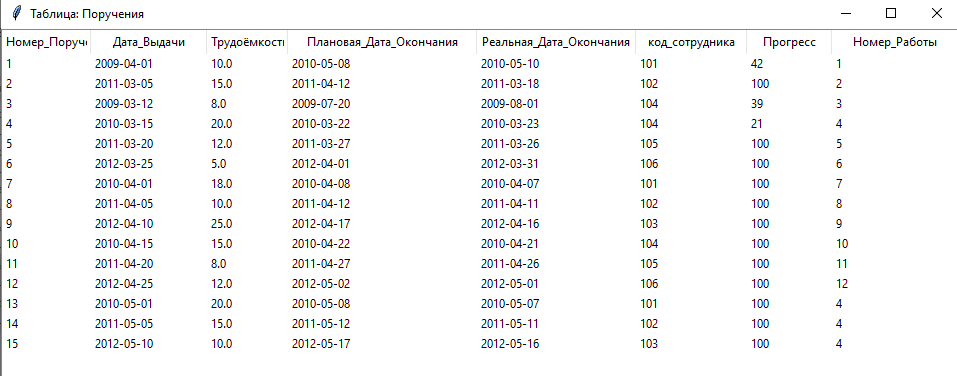 Таблица: Поручения
Номер_Поруче Дата_Выдачи Трудоёмкость Плановая_Дата_Окончания Реальная_Дата_Окончания код_сотрудника Прогресс Номер_Работы
1 2009-04-01 10.0 2010-05-08 2010-05-10 101 42 1
2 2011-03-05 15.0 2011-04-12 2011-03-18 102 100 2
3 2009-03-12 8.0 2009-07-20 2009-08-01 104 39 3
4 2010-03-15 20.0 2010-03-22 2010-03-23 104 21 4
5 2011-03-20 12.0 2011-03-27 2011-03-26 105 100 5
6 2012-03-25 5.0 2012-04-01 2012-03-31 106 100 6
7 2010-04-01 18.0 2010-04-08 2010-04-07 101 100 7
8 2011-04-05 10.0 2011-04-12 2011-04-11 102 100 8
9 2012-04-10 25.0 2012-04-17 2012-04-16 103 100 9
10 2010-04-15 15.0 2010-04-22 2010-04-21 104 100 10
11 2011-04-20 8.0 2011-04-27 2011-04-26 105 100 11
12 2012-04-25 12.0 2012-05-02 2012-05-01 106 100 12
13 2010-05-01 20.0 2010-05-08 2010-05-07 101 100 4
14 2011-05-05 15.0 2011-05-12 2011-05-11 102 100 4
15 2012-05-10 10.0 2012-05-17 2012-05-16 103 100 4